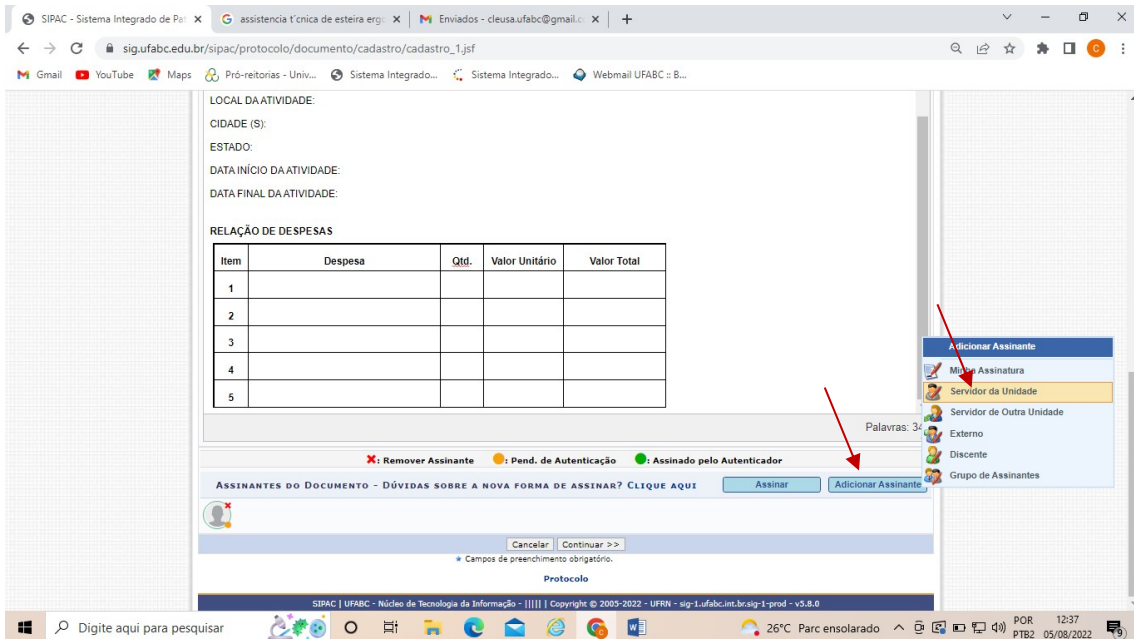 SIPAC - Sistema Integrado de Pat
assistencia t´cnica de esteira ergo
Enviados - cleusa.ufabc@gmail.c
sig.ufabc.edu.br/sipac/protocolo/documento/cadastro/cadastro_1.jsf
C
Gmail YouTube Maps Pró-reitorias - Univ... Sistema Integrado... Sistema Integrado... Webmail UFABC :: B...
LOCAL DA ATIVIDADE:
CIDADE (S):
ESTADO:
DATA INÍCIO DA ATIVIDADE:
DATA FINAL DA ATIVIDADE:
RELAÇÃO DE DESPESAS
Item Despesa Qtd. Valor Unitário Valor Total
1
2
3
4
5
Palavras: 34
Adicionar Assinante
Minha Assinatura
Servidor da Unidade
Servidor de Outra Unidade
Externo
Discente
Grupo de Assinantes
: Remover Assinante : Pend. de Autenticação : Assinado pelo Autenticador
ASSINANTES DO DOCUMENTO - DÚVIDAS SOBRE A NOVA FORMA DE ASSINAR? CLIQUE AQUI Assinar Adicionar Assinante
Cancelar Continuar >>
Campos de preenchimento obrigatório.
Protocolo
SIPAC | UFABC - Núcleo de Tecnologia da Informação - ||||| | Copyright © 2005-2022 - UFRN - sig-1.ufabc.int.br.sig-1-prod - v5.8.0
Digite aqui para pesquisar 26°C Parc ensolarado POR 12:37
PTB2 05/08/2022 9